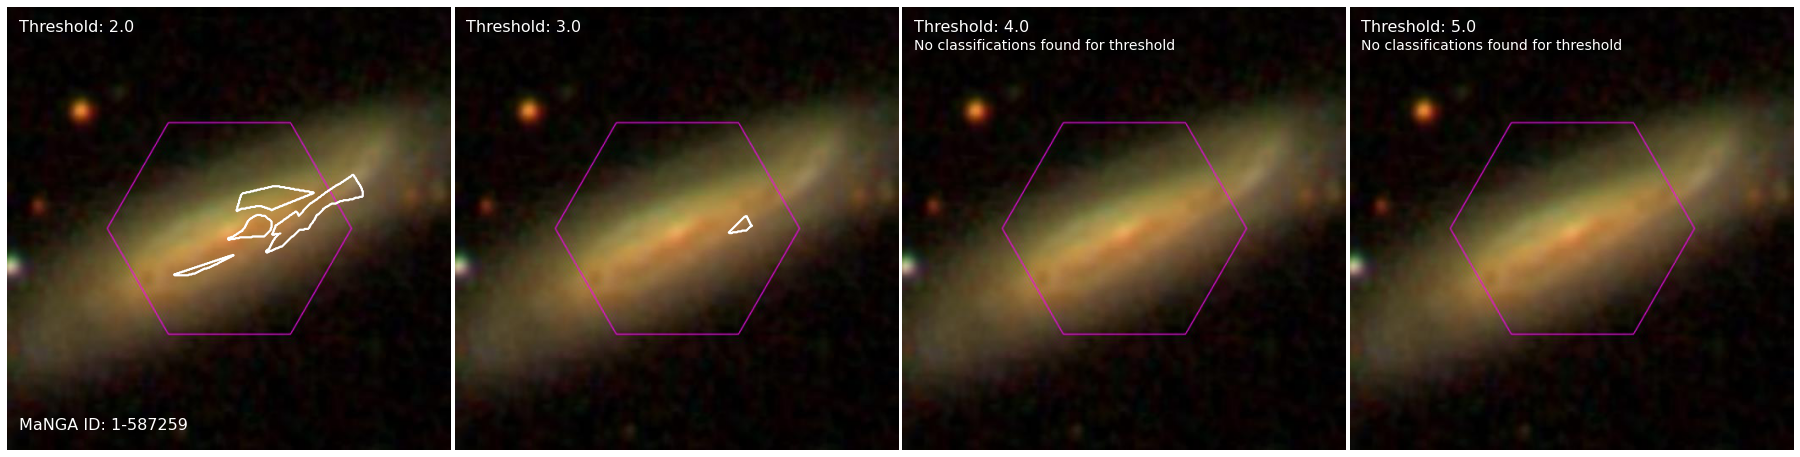 Threshold: 2.0
MaNGA ID: 1-587259
Threshold: 3.0
Threshold: 4.0
No classifications found for threshold
Threshold: 5.0
No classifications found for threshold